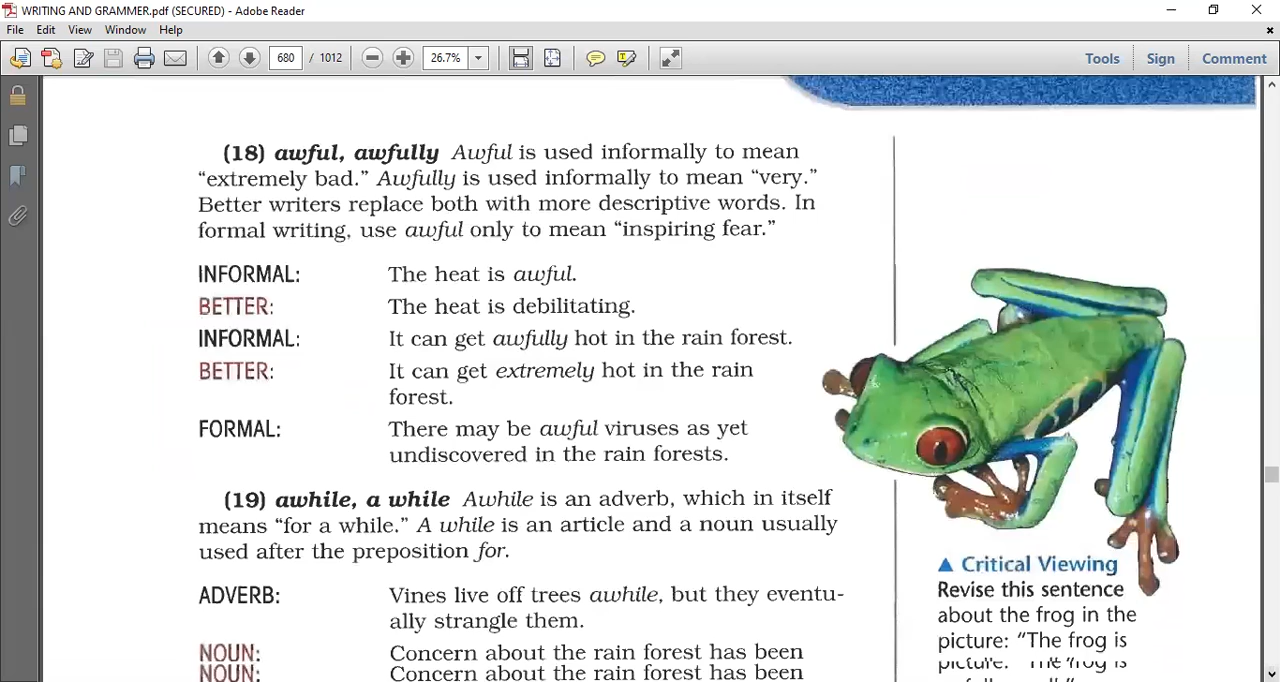 WRITING AND GRAMMER.pdf (SECURED) - Adobe Reader
File Edit View Window Help
680 / 1012 26.7% Tools Sign Comment
(18) awful, awfully Awful is used informally to mean
“extremely bad.” Awfully is used informally to mean “very.”
Better writers replace both with more descriptive words. In
formal writing, use awful only to mean “inspiring fear.”
INFORMAL: The heat is awful.
BETTER: The heat is debilitating.
INFORMAL: It can get awfully hot in the rain forest.
BETTER: It can get extremely hot in the rain
forest.
FORMAL: There may be awful viruses as yet
undiscovered in the rain forests.
(19) awhile, a while Awhile is an adverb, which in itself
means “for a while.” A while is an article and a noun usually
used after the preposition for.
ADVERB: Vines live off trees awhile, but they eventu-
ally strangle them.
NOUN: Concern about the rain forest has been
NOUN: Concern about the rain forest has been
▲ Critical Viewing
Revise this sentence
about the frog in the
picture: “The frog is
picture: “The frog is